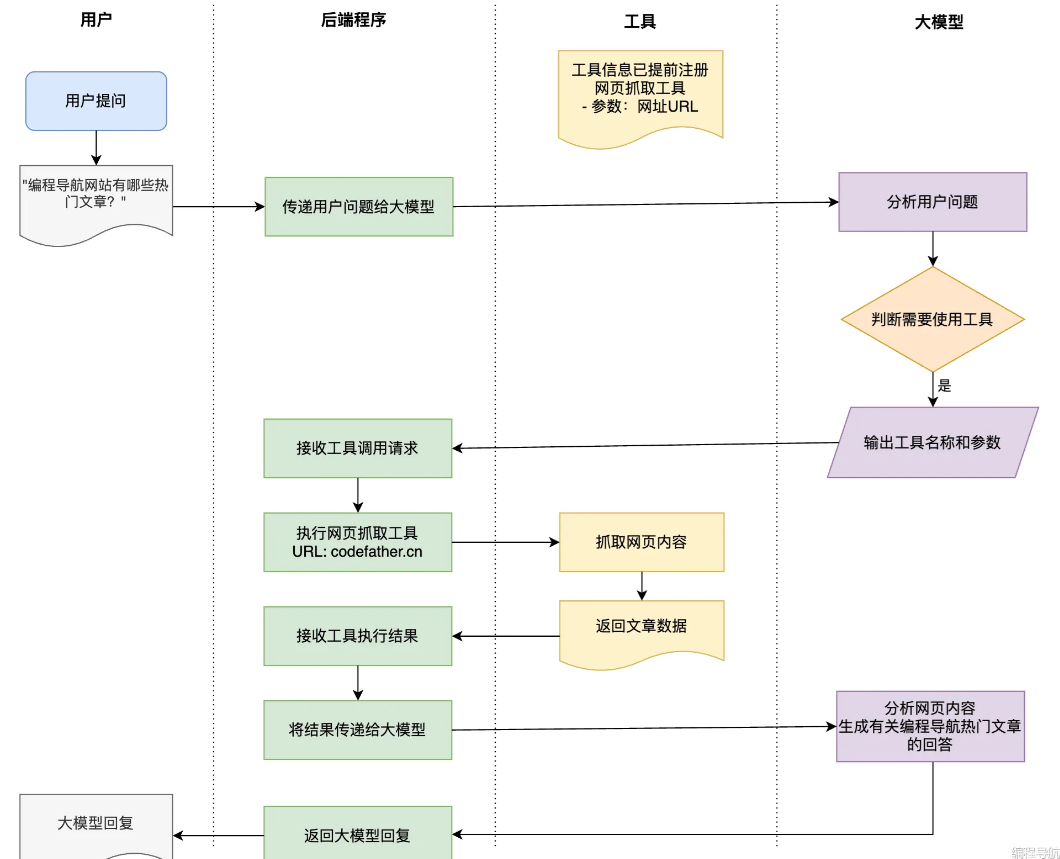 用户
后端程序
工具
大模型
工具信息已提前注册
网页抓取工具
- 参数：网址URL
用户提问
"编程导航网站有哪些热
门文章？"
传递用户问题给大模型
分析用户问题
判断需要使用工具
是
输出工具名称和参数
接收工具调用请求
执行网页抓取工具
URL: codefather.cn
抓取网页内容
返回文章数据
接收工具执行结果
将结果传递给大模型
分析网页内容
生成有关编程导航热门文章
的回答
返回大模型回复
大模型回复
编程导航